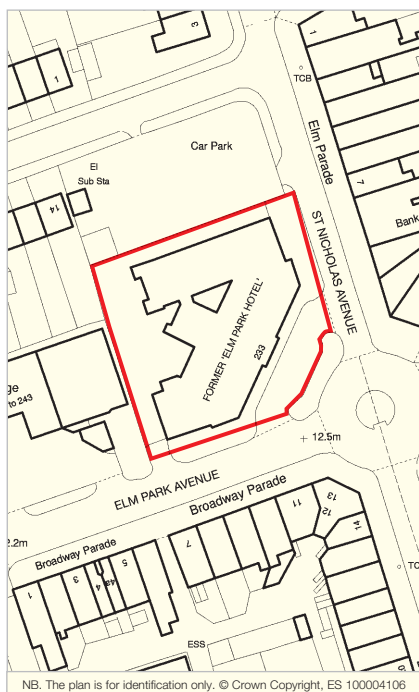 3
1
1
TCB
Elm Parade
Car Park
El
Sub Sta
14
7
ST NICHOLAS AVENUE
Bank
FORMER 'ELM PARK HOTEL'
233
ge
to 243
12.5m
ELM PARK AVENUE
Broadway Parade
13
12
11
14
2.2m
7
Broadway Parade
5
4a
4
3
1
TC
ESS
NB. The plan is for identification only. © Crown Copyright, ES 100004106